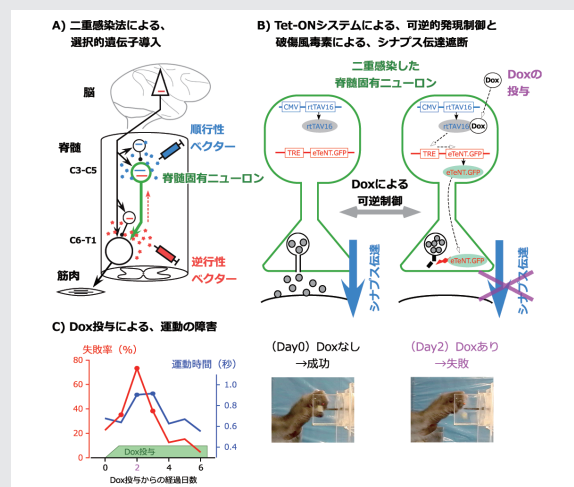 A) 二重感染法による、
選択的遺伝子導入
脳
脊髄
C3-C5
順行性
ベクター
脊髄固有ニューロン
C6-T1
筋肉
逆行性
ベクター
B) Tet-ONシステムによる、可逆的発現制御と
破傷風毒素による、シナプス伝達遮断
二重感染した
脊髄固有ニューロン
CMV rtTAV16
rtTAV16
TRE eTeNT.GFP
Doxによる
可逆制御
シナプス伝達
Dox
Doxの
投与
CMV rtTAV16
rtTAV16 Dox
TRE eTeNT.GFP
eTeNT.GFP
eTeNT.GFP
シナプス伝達
(Day0) Doxなし
→成功
(Day2) Doxあり
→失敗
C) Dox投与による、運動の障害
失敗率 (%)
運動時間 (秒)
80
60
40
20
0
1.0
0.8
0.6
0.4
Dox投与
0 2 4 6
Dox投与からの経過日数